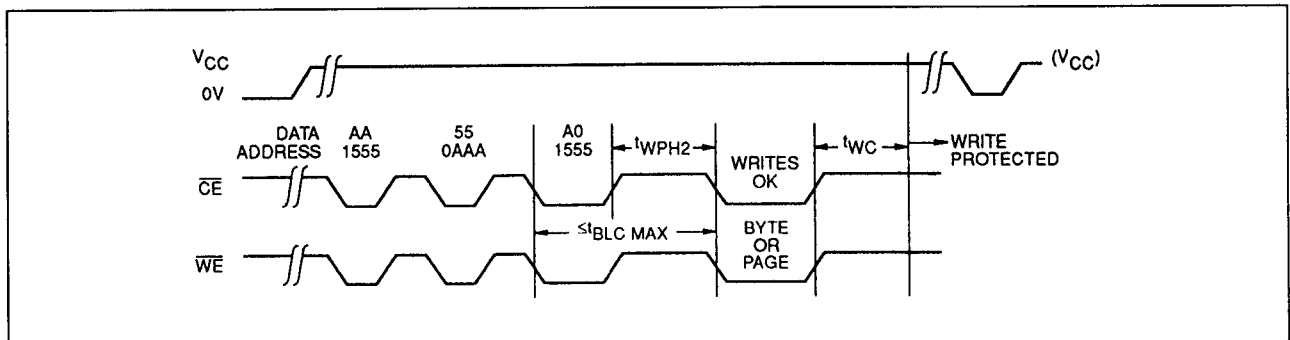 VCC
(VCC)
0V
DATA AA 55 A0
ADDRESS 1555 0AAA 1555
tWPH2
WRITES
OK
tWC
WRITE
PROTECTED
CE
≤tBLC MAX
BYTE
OR
PAGE
WE